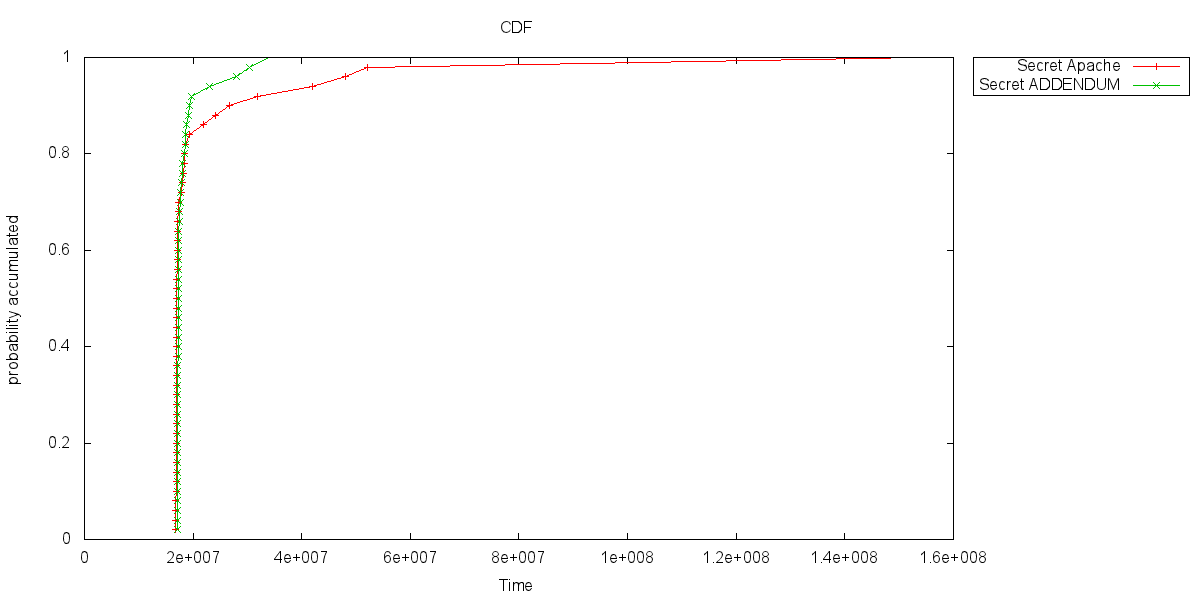 CDF
Secret Apache
Secret ADDENDUM
1
0.8
0.6
0.4
0.2
0
probability accumulated
0 2e+007 4e+007 6e+007 8e+007 1e+008 1.2e+008 1.4e+008 1.6e+008
Time